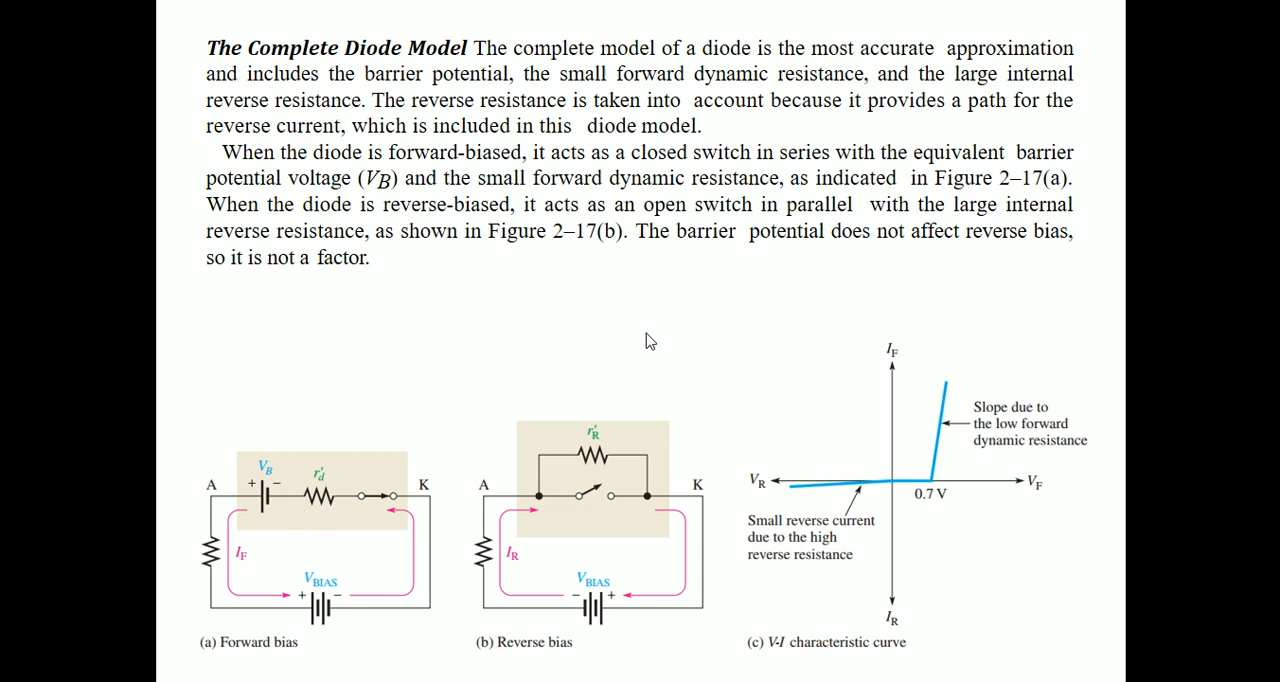 The Complete Diode Model The complete model of a diode is the most accurate approximation
and includes the barrier potential, the small forward dynamic resistance, and the large internal
reverse resistance. The reverse resistance is taken into account because it provides a path for the
reverse current, which is included in this diode model.
When the diode is forward-biased, it acts as a closed switch in series with the equivalent barrier
potential voltage (VB) and the small forward dynamic resistance, as indicated in Figure 2–17(a).
When the diode is reverse-biased, it acts as an open switch in parallel with the large internal
reverse resistance, as shown in Figure 2–17(b). The barrier potential does not affect reverse bias,
so it is not a factor.
A
VB
+ −
r′d
K
IF
VBIAS
+ −
(a) Forward bias
r′R
A
K
IR
VBIAS
− +
(b) Reverse bias
IF
Slope due to
the low forward
dynamic resistance
VR
VF
0.7 V
Small reverse current
due to the high
reverse resistance
IR
(c) V-I characteristic curve